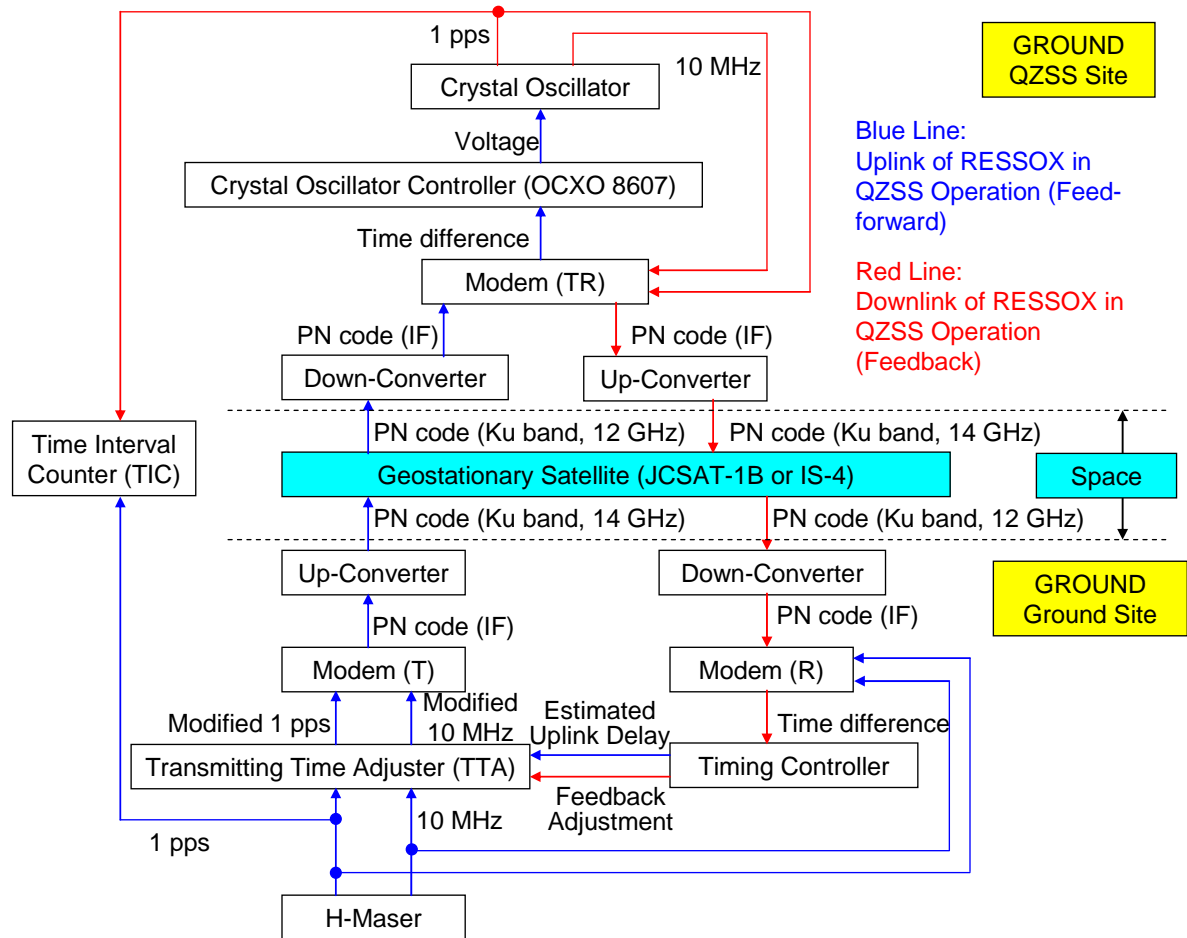 1 pps
10 MHz
GROUND
QZSS Site
Crystal Oscillator
Voltage
Blue Line:
Uplink of RESSOX in
QZSS Operation (Feed-
forward)
Crystal Oscillator Controller (OCXO 8607)
Time difference
Modem (TR)
Red Line:
Downlink of RESSOX in
QZSS Operation
(Feedback)
PN code (IF)
PN code (IF)
Down-Converter
Up-Converter
Time Interval
Counter (TIC)
PN code (Ku band, 12 GHz)
PN code (Ku band, 14 GHz)
Geostationary Satellite (JCSAT-1B or IS-4)
Space
PN code (Ku band, 14 GHz)
PN code (Ku band, 12 GHz)
Up-Converter
Down-Converter
GROUND
Ground Site
PN code (IF)
PN code (IF)
Modem (T)
Modem (R)
Modified 1 pps
Modified
10 MHz
Estimated
Uplink Delay
Time difference
Transmitting Time Adjuster (TTA)
Timing Controller
Feedback
Adjustment
1 pps
10 MHz
H-Maser